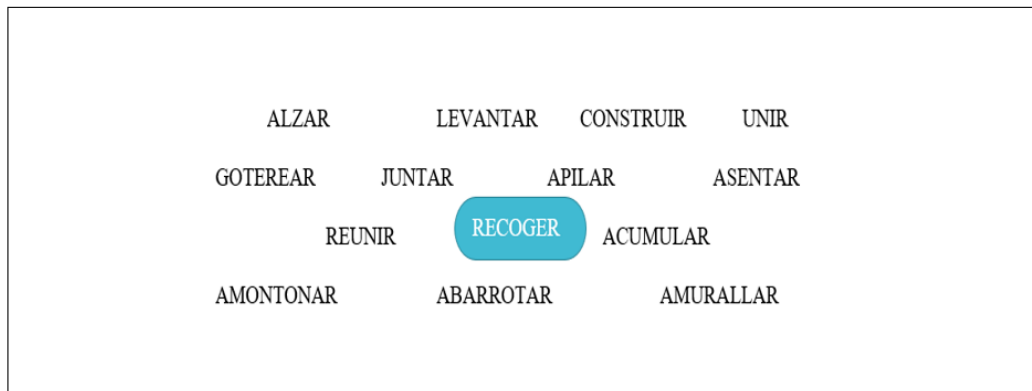 ALZAR LEVANTAR CONSTRUIR UNIR
GOTEREAR JUNTAR APILAR ASENTAR
REUNIR RECOGER ACUMULAR
AMONTONAR ABARROTAR AMURALLAR